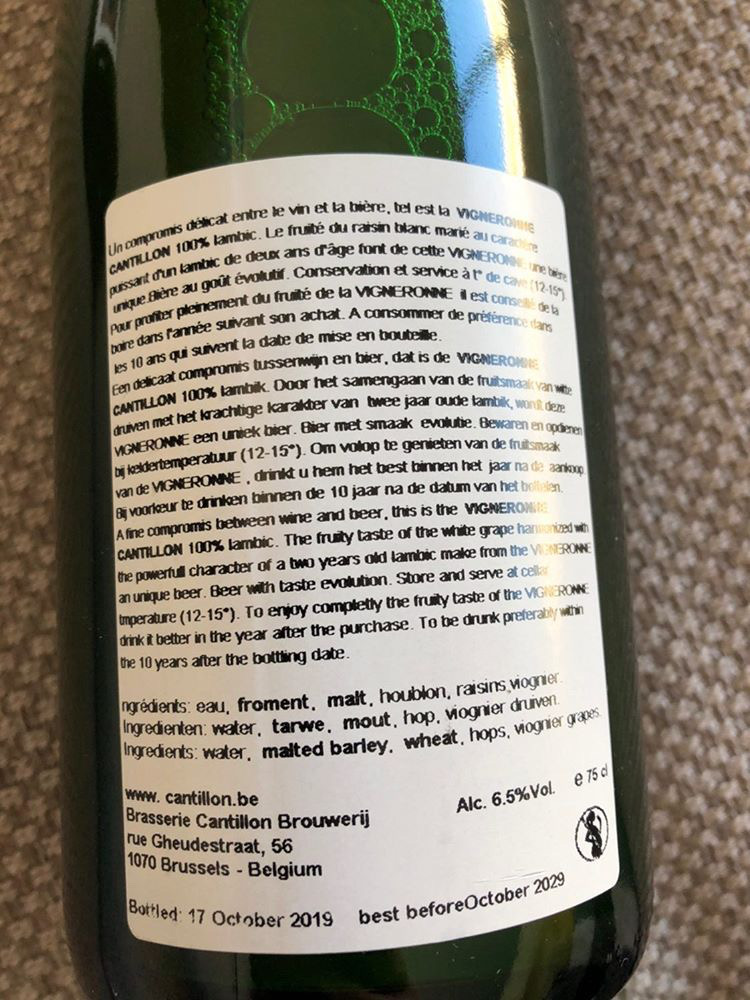 Un compromis délicat entre le vin et la bière, tel est la VIGNERONNE
CANTILLON 100% lambic. Le fruité du raisin blanc marié au caractère
puissant d'un lambic de deux ans d'âge font de cette VIGNERONNE une bière
unique.Bière au goût évolutif. Conservation et service à t° de cave (12-15°).
Pour profiter pleinement du fruité de la VIGNERONNE il est conseillé de la
boire dans l'année suivant son achat. A consommer de préférence dans
les 10 ans qui suivent la date de mise en bouteille.
Een delicaat compromis tussenwijn en bier, dat is de VIGNERONNE
CANTILLON 100% lambik. Door het samengaan van de fruitsmaak van witte
druiven met het krachtige karakter van twee jaar oude lambik, wordt deze
VIGNERONNE een uniek bier. Bier met smaak evolutie. Bewaren en opdienen
bij keldertemperatuur (12-15°). Om volop te genieten van de fruitsmaak
van de VIGNERONNE , drinkt u hem het best binnen het jaar na de aankoop.
Bij voorkeur te drinken binnen de 10 jaar na de datum van het bottelen.
A fine compromis between wine and beer, this is the VIGNERONNE
CANTILLON 100% lambic. The fruity taste of the white grape harmonized with
the powerfull character of a two years old lambic make from the VIGNERONNE
an unique beer. Beer with taste evolution. Store and serve at cellar
tmperature (12-15°). To enjoy completly the fruity taste of the VIGNERONNE
drink it better in the year after the purchase. To be drunk preferably within
the 10 years after the bottling date.
ngrédients: eau, froment, malt, houblon, raisins,viognier.
Ingredienten: water, tarwe, mout, hop, viognier druiven.
Ingredients: water, malted barley, wheat, hops, viognier grapes.
www. cantillon.be
Alc. 6.5%Vol. e 75 cl
Brasserie Cantillon Brouwerij
rue Gheudestraat, 56
1070 Brussels - Belgium
Bottled: 17 October 2019 best beforeOctober 2029